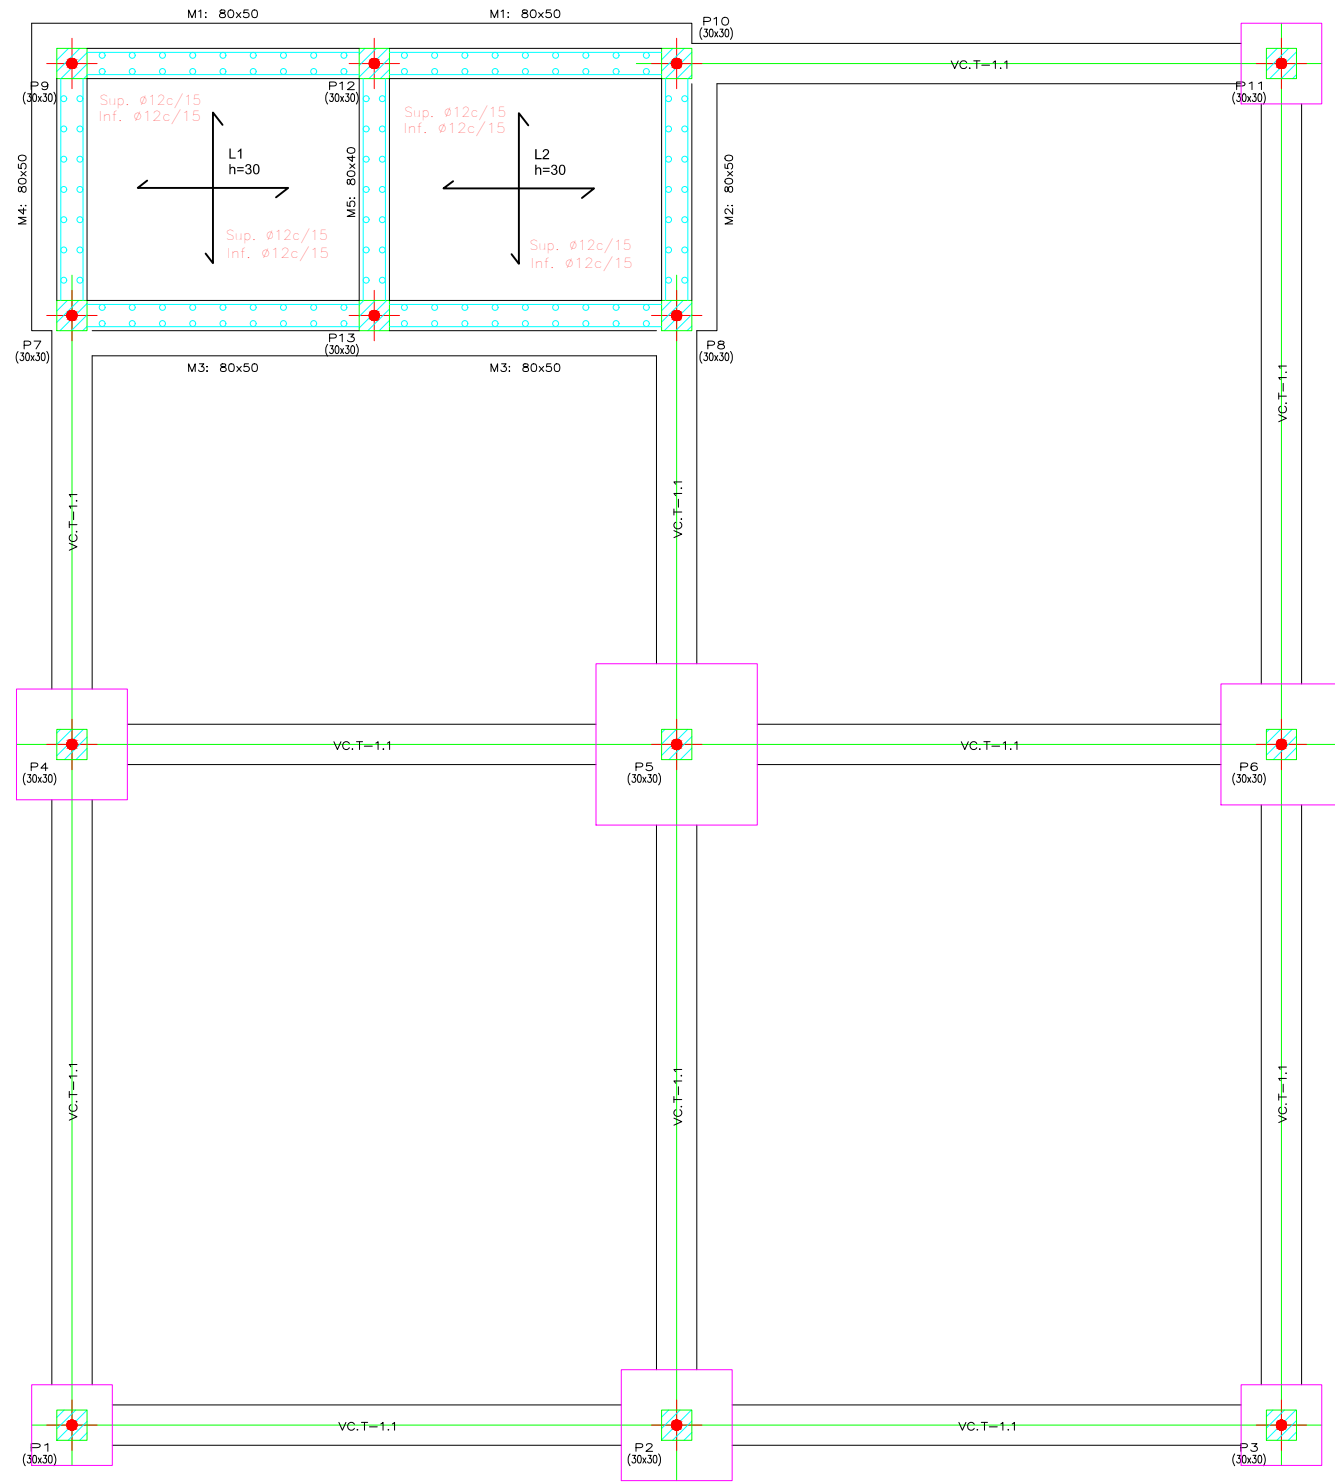 M1: 80x50
M1: 80x50
P10
(30x30)
VC.T-1.1
P9
(30x30)
P12
(30x30)
P11
(30x30)
Sup. ø12c/15
Inf. ø12c/15
Sup. ø12c/15
Inf. ø12c/15
L1
h=30
L2
h=30
M4: 80x50
M5: 80x40
M2: 80x50
Sup. ø12c/15
Inf. ø12c/15
Sup. ø12c/15
Inf. ø12c/15
P7
(30x30)
P13
(30x30)
P8
(30x30)
M3: 80x50
M3: 80x50
VC.T-1.1
VC.T-1.1
VC.T-1.1
VC.T-1.1
VC.T-1.1
P4
(30x30)
P5
(30x30)
P6
(30x30)
VC.T-1.1
VC.T-1.1
VC.T-1.1
VC.T-1.1
VC.T-1.1
P1
(30x30)
P2
(30x30)
P3
(30x30)